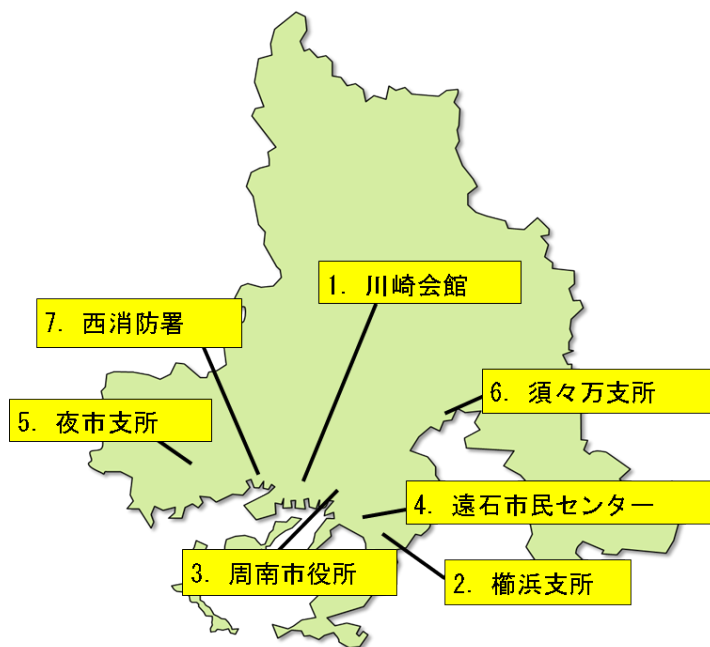 1. 川崎会館
7. 西消防署
6. 須々万支所
5. 夜市支所
4. 遠石市民センター
3. 周南市役所
2. 櫛浜支所